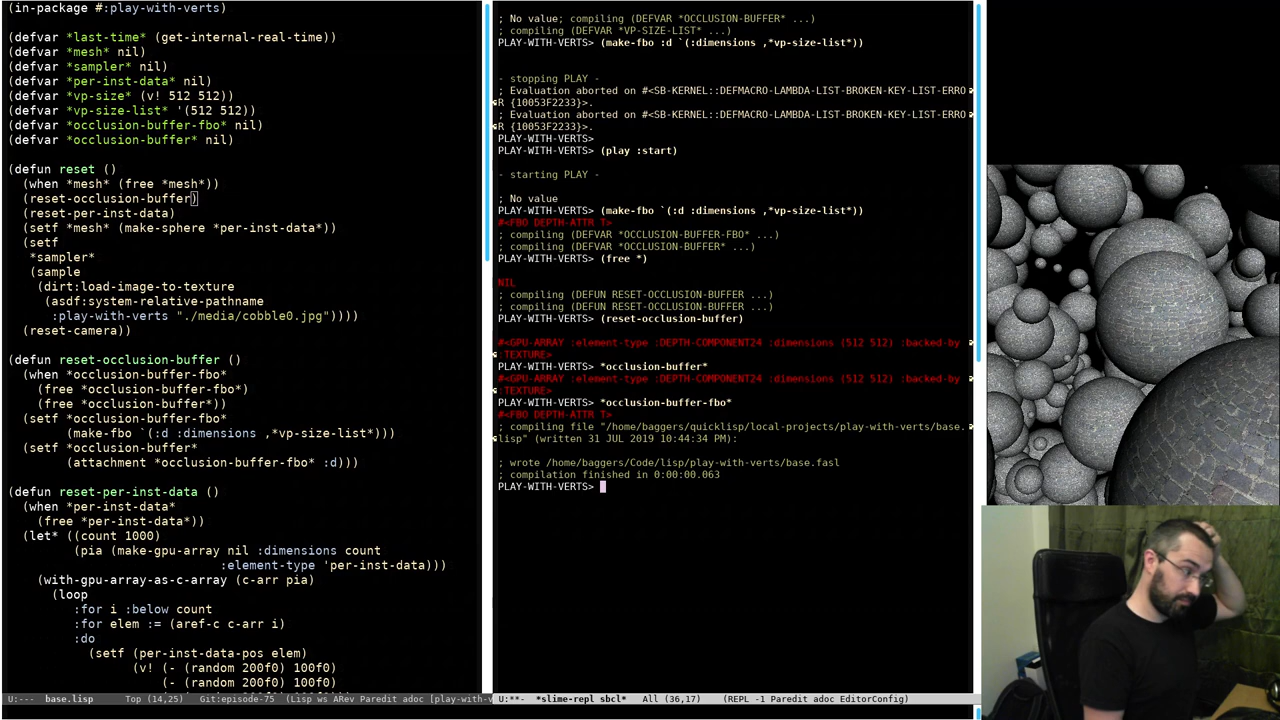 (in-package #:play-with-verts)
(defvar *last-time* (get-internal-real-time))
(defvar *mesh* nil)
(defvar *sampler* nil)
(defvar *per-inst-data* nil)
(defvar *vp-size* (v! 512 512))
(defvar *vp-size-list* '(512 512))
(defvar *occlusion-buffer-fbo* nil)
(defvar *occlusion-buffer* nil)
(defun reset ()
(when *mesh* (free *mesh*))
(reset-occlusion-buffer)
(reset-per-inst-data)
(setf *mesh* (make-sphere *per-inst-data*))
(setf
*sampler*
(sample
(dirt:load-image-to-texture
(asdf:system-relative-pathname
:play-with-verts "./media/cobble0.jpg"))))
(reset-camera))
(defun reset-occlusion-buffer ()
(when *occlusion-buffer-fbo*
(free *occlusion-buffer-fbo*)
(free *occlusion-buffer*))
(setf *occlusion-buffer-fbo*
(make-fbo `(:d :dimensions ,*vp-size-list*)))
(setf *occlusion-buffer*
(attachment *occlusion-buffer-fbo* :d)))
(defun reset-per-inst-data ()
(when *per-inst-data*
(free *per-inst-data*))
(let* ((count 1000)
(pia (make-gpu-array nil :dimensions count
:element-type 'per-inst-data)))
(with-gpu-array-as-c-array (c-arr pia)
(loop
:for i :below count
:for elem := (aref-c c-arr i)
:do
(setf (per-inst-data-pos elem)
(v! (- (random 200f0) 100f0)
(- (random 200f0) 100f0)
(- (random 200f0) 100f0)
U:--- base.lisp Top (14,25) Git:episode-75 (Lisp ws ARev Paredit adoc [play-with-v
; No value; compiling (DEFVAR *OCCLUSION-BUFFER* ...)
; compiling (DEFVAR *VP-SIZE-LIST* ...)
PLAY-WITH-VERTS> (make-fbo :d `(:dimensions ,*vp-size-list*))
- stopping PLAY -
; Evaluation aborted on #<SB-KERNEL::DEFMACRO-LAMBDA-LIST-BROKEN-KEY-LIST-ERRO
R {10053F2233}>.
; Evaluation aborted on #<SB-KERNEL::DEFMACRO-LAMBDA-LIST-BROKEN-KEY-LIST-ERRO
R {10053F2233}>.
PLAY-WITH-VERTS>
PLAY-WITH-VERTS> (play :start)
- starting PLAY -
; No value
PLAY-WITH-VERTS> (make-fbo `(:d :dimensions ,*vp-size-list*))
#<FBO DEPTH-ATTR T>
; compiling (DEFVAR *OCCLUSION-BUFFER-FBO* ...)
; compiling (DEFVAR *OCCLUSION-BUFFER* ...)
PLAY-WITH-VERTS> (free *)
NIL
; compiling (DEFUN RESET-OCCLUSION-BUFFER ...)
; compiling (DEFUN RESET-OCCLUSION-BUFFER ...)
PLAY-WITH-VERTS> (reset-occlusion-buffer)
#<GPU-ARRAY :element-type :DEPTH-COMPONENT24 :dimensions (512 512) :backed-by
:TEXTURE>
PLAY-WITH-VERTS> *occlusion-buffer*
#<GPU-ARRAY :element-type :DEPTH-COMPONENT24 :dimensions (512 512) :backed-by
:TEXTURE>
PLAY-WITH-VERTS> *occlusion-buffer-fbo*
#<FBO DEPTH-ATTR T>
; compiling file "/home/baggers/quicklisp/local-projects/play-with-verts/base.
lisp" (written 31 JUL 2019 10:44:34 PM):
; wrote /home/baggers/Code/lisp/play-with-verts/base.fasl
; compilation finished in 0:00:00.063
PLAY-WITH-VERTS>
U:**- *slime-repl sbcl* All (36,17) (REPL -1 Paredit adoc EditorConfig)